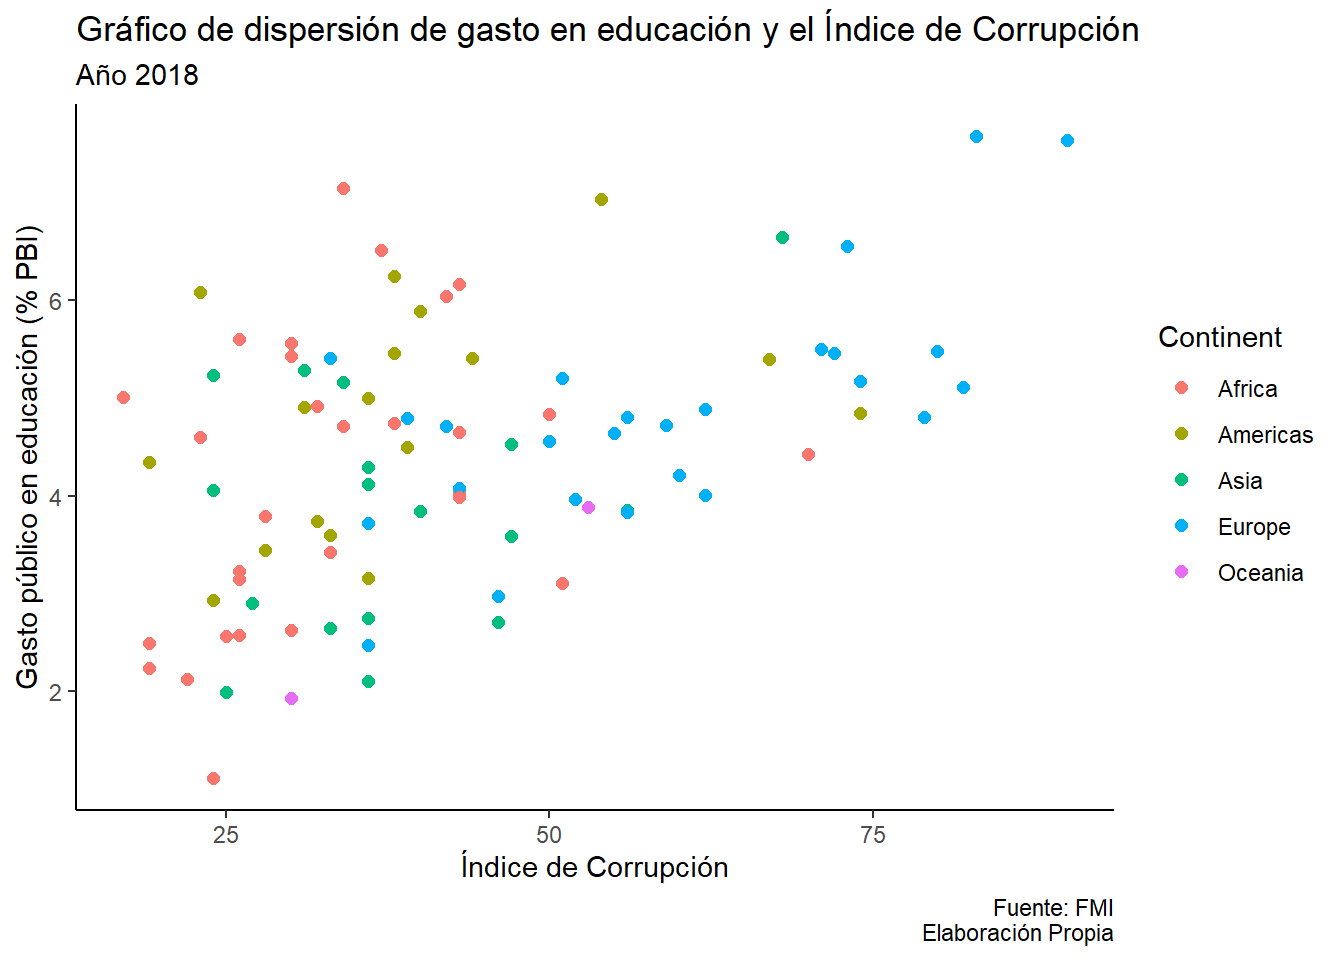 Gráfico de dispersión de gasto en educación y el Índice de Corrupción
Año 2018
Gasto público en educación (% PBI)
6
4
2
25
50
75
Índice de Corrupción
Continent
Africa
Americas
Asia
Europe
Oceania
Fuente: FMI
Elaboración Propia